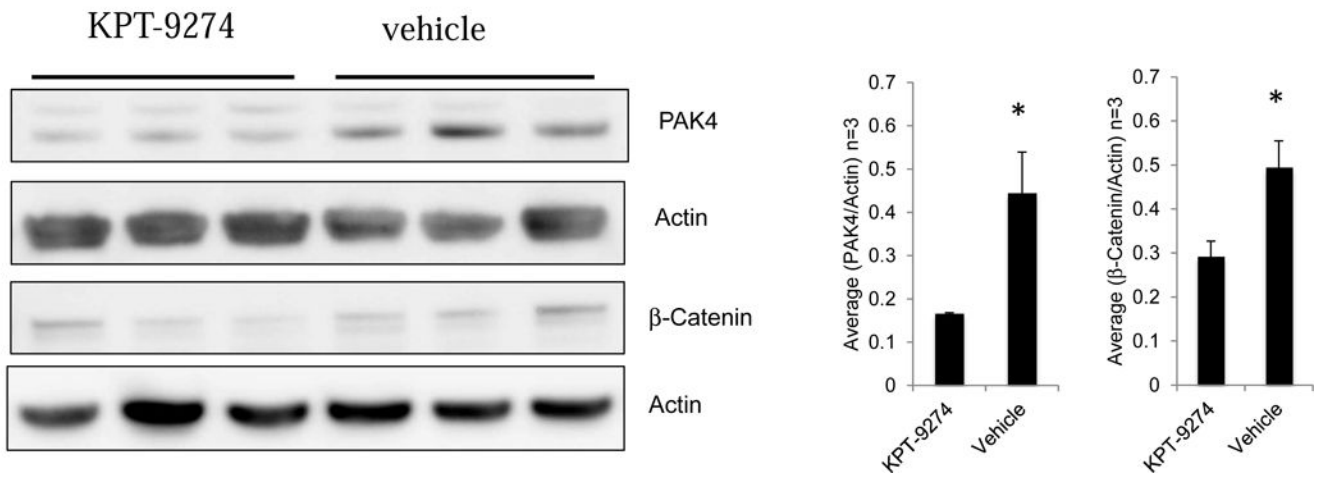 KPT-9274 vehicle
PAK4
Actin
β-Catenin
Actin
Average (PAK4/Actin) n=3
0.7
0.6
0.5
0.4
0.3
0.2
0.1
0
*
KPT-9274
Vehicle
Average (β-Catenin/Actin) n=3
0.7
0.6
0.5
0.4
0.3
0.2
0.1
0
*
KPT-9274
Vehicle